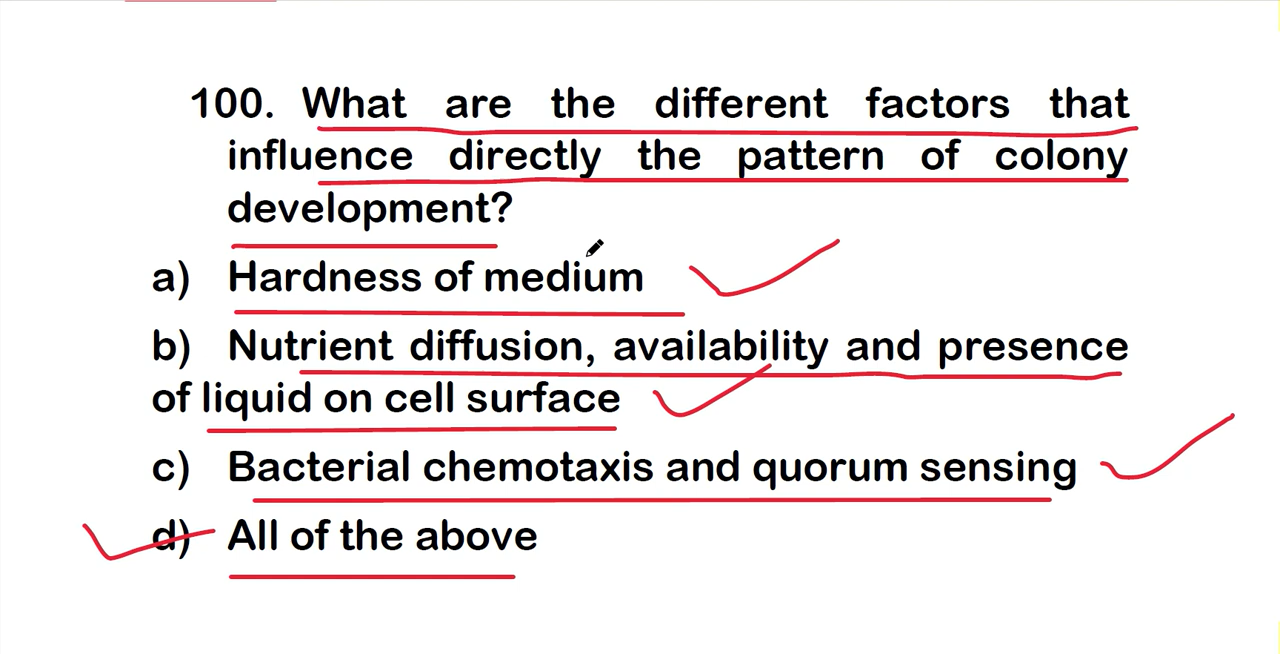 100. What are the different factors that
influence directly the pattern of colony
development?
a) Hardness of medium
b) Nutrient diffusion, availability and presence
of liquid on cell surface
c) Bacterial chemotaxis and quorum sensing
d) All of the above